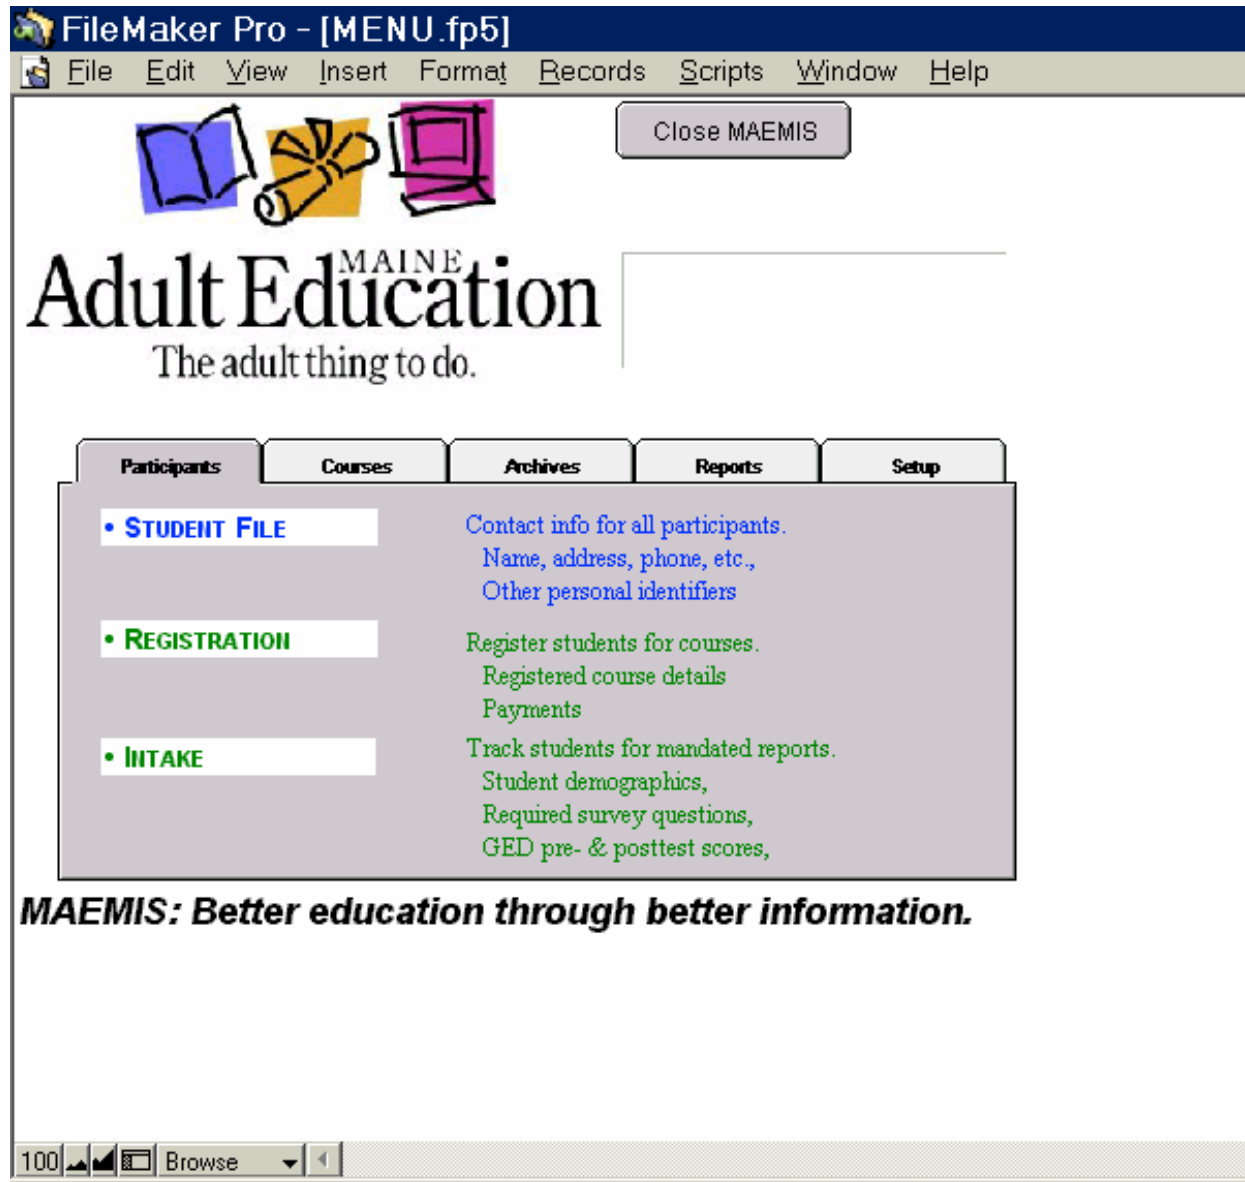 FileMaker Pro - [MENU.fp5]
File Edit View Insert Format Records Scripts Window Help
Close MAEMIS
MAINE
Adult Education
The adult thing to do.
Participants Courses Archives Reports Setup
• STUDENT FILE
Contact info for all participants.
Name, address, phone, etc.,
Other personal identifiers
• REGISTRATION
Register students for courses.
Registered course details
Payments
• INTAKE
Track students for mandated reports.
Student demographics,
Required survey questions,
GED pre- & posttest scores,
MAEMIS: Better education through better information.
100 Browse